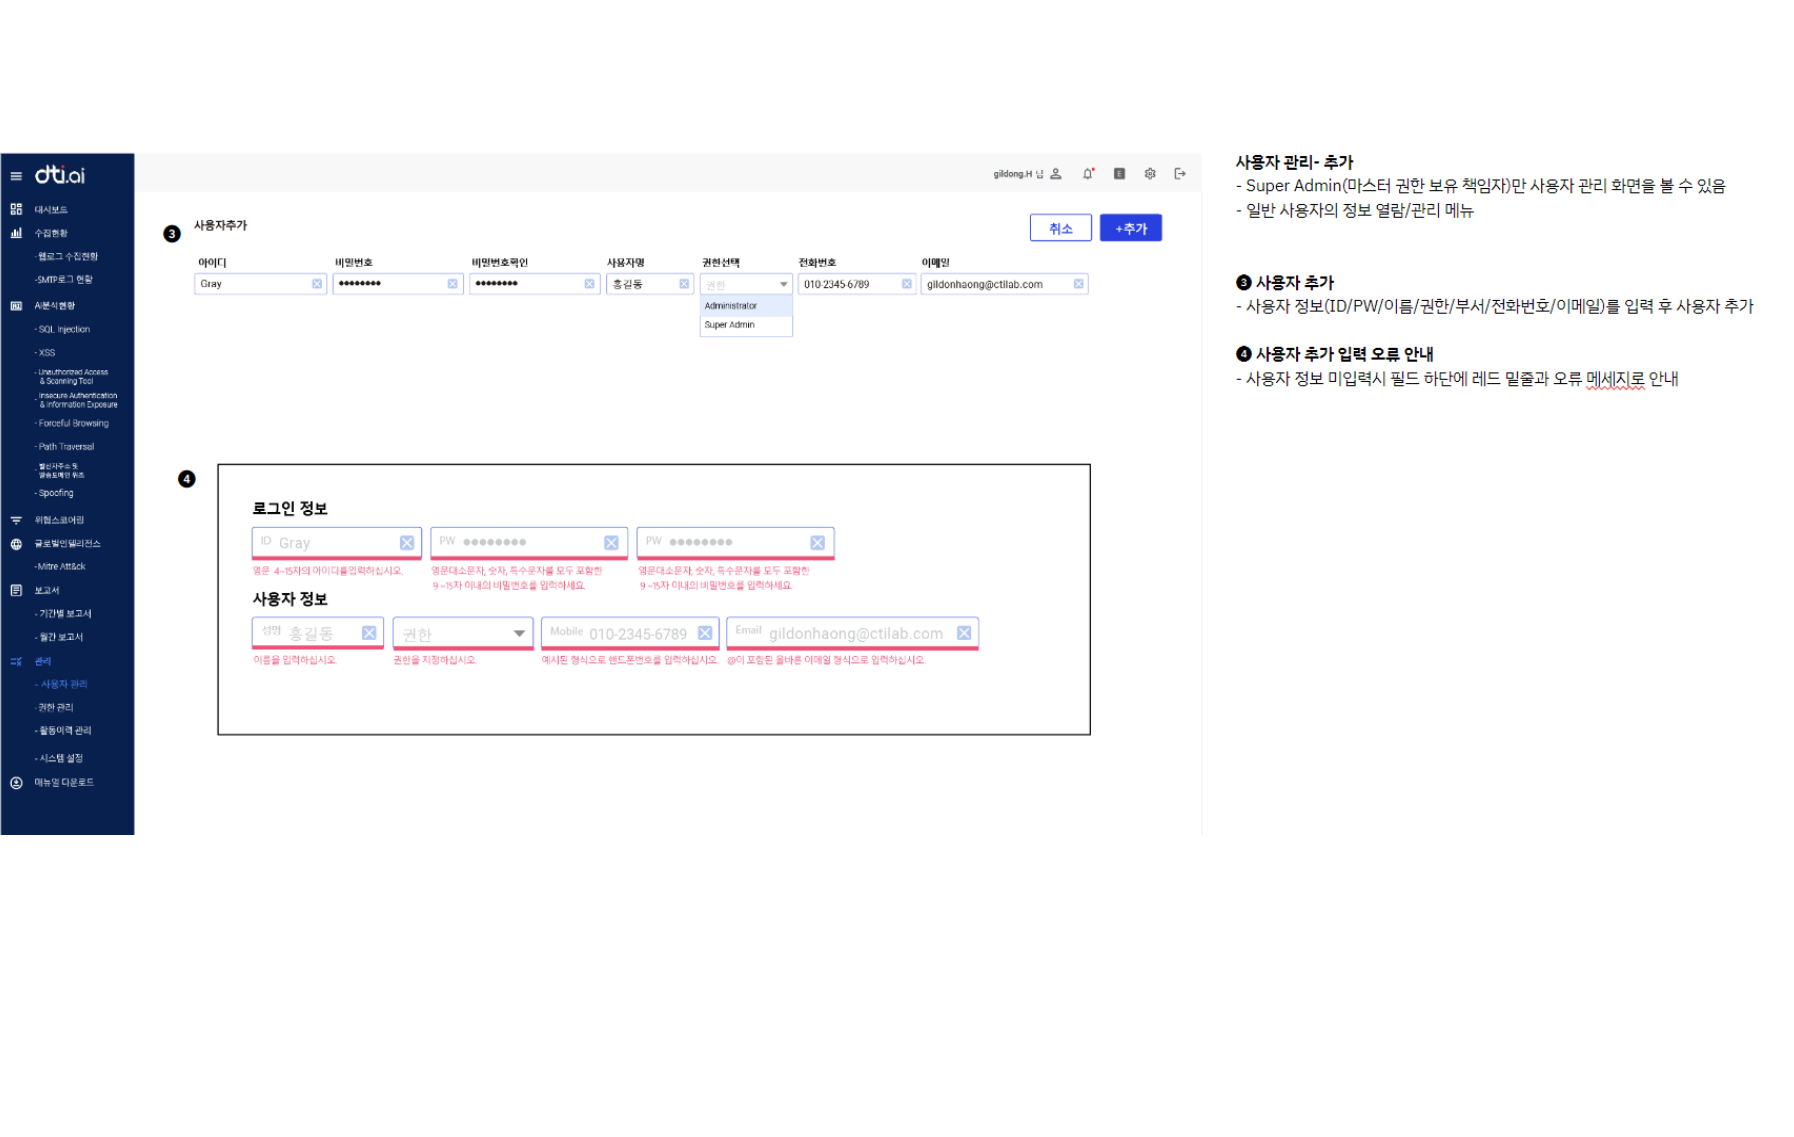 dti.ai
대시보드
수집현황
-웹로그 수집현황
-SMTP로그 현황
AI분석현황
- SQL Injection
- XSS
- Unauthorized Access
& Scanning Tool
- Insecure Authentication
& Information Exposure
- Forceful Browsing
- Path Traversal
- 발신자주소 및
발송도메인 위조
- Spoofing
위협스코어링
글로벌인텔리전스
-Mitre Att&ck
보고서
- 기간별 보고서
- 월간 보고서
관리
- 사용자 관리
- 권한 관리
- 활동이력 관리
- 시스템 설정
매뉴얼 다운로드
gildong.H 님
E
3
사용자추가
취소
+추가
아이디
비밀번호
비밀번호확인
사용자명
권한선택
전화번호
이메일
Gray
●●●●●●●●
●●●●●●●●
홍길동
권한
010-2345-6789
gildonhaong@ctilab.com
Administrator
Super Admin
4
로그인 정보
ID Gray
PW ●●●●●●●●
PW ●●●●●●●●
영문 4~15자의 아이디를입력하십시오.
영문대소문자, 숫자, 특수문자를 모두 포함한
9 ~15자 이내의 비밀번호를 입력하세요.
영문대소문자, 숫자, 특수문자를 모두 포함한
9 ~15자 이내의 비밀번호를 입력하세요.
사용자 정보
성명 홍길동
권한
Mobile 010-2345-6789
Email gildonhaong@ctilab.com
이름을 입력하십시오.
권한을 지정하십시오.
예시된 형식으로 핸드폰번호를 입력하십시오.
@이 포함된 올바른 이메일 형식으로 입력하십시오.
사용자 관리- 추가
- Super Admin(마스터 권한 보유 책임자)만 사용자 관리 화면을 볼 수 있음
- 일반 사용자의 정보 열람/관리 메뉴
3 사용자 추가
- 사용자 정보(ID/PW/이름/권한/부서/전화번호/이메일)를 입력 후 사용자 추가
4 사용자 추가 입력 오류 안내
- 사용자 정보 미입력시 필드 하단에 레드 밑줄과 오류 메세지로 안내